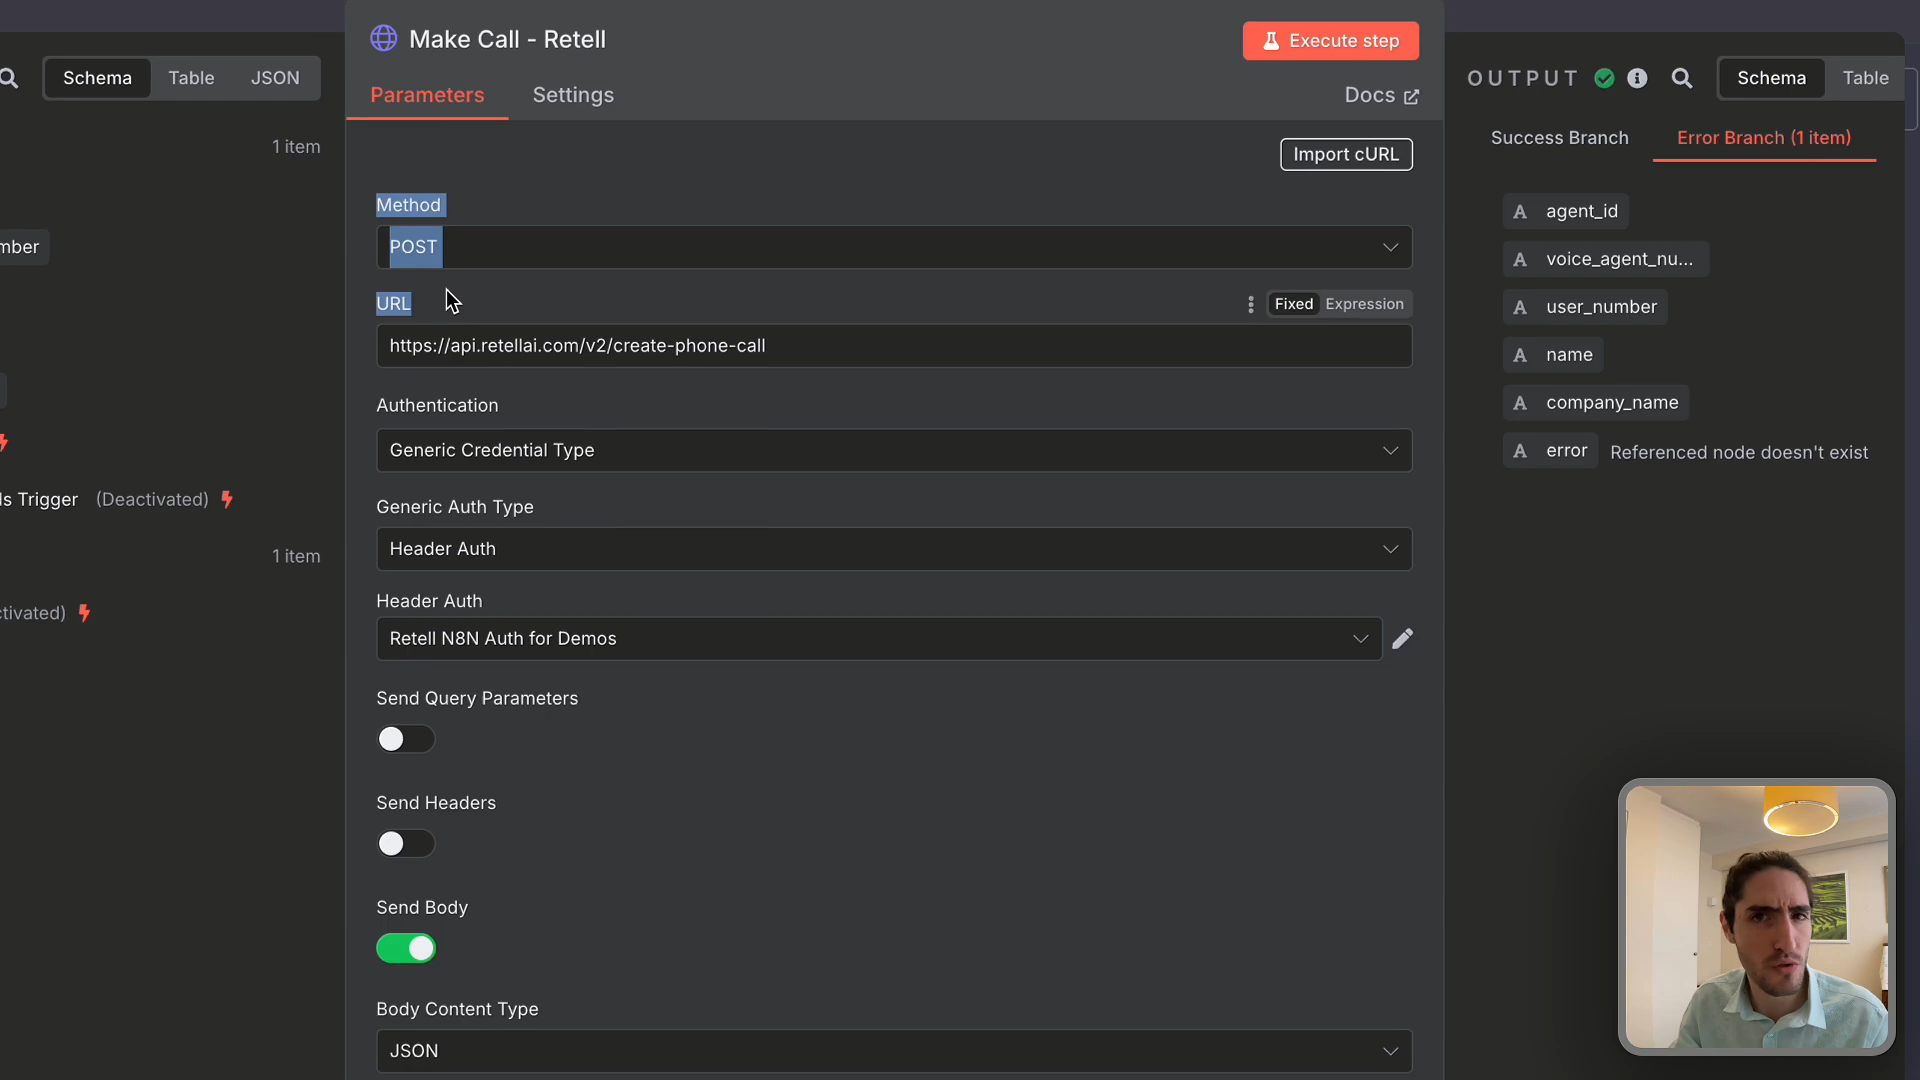 Schema
Table
JSON
1 item
mber
ls Trigger (Deactivated)
1 item
ctivated)
Make Call - Retell
Execute step
Parameters
Settings
Docs
Import cURL
Method
POST
URL
Fixed
Expression
https://api.retellai.com/v2/create-phone-call
Authentication
Generic Credential Type
Generic Auth Type
Header Auth
Header Auth
Retell N8N Auth for Demos
Send Query Parameters
Send Headers
Send Body
Body Content Type
JSON
OUTPUT
Schema
Table
Success Branch
Error Branch (1 item)
A agent_id
A voice_agent_nu...
A user_number
A name
A company_name
A error Referenced node doesn't exist